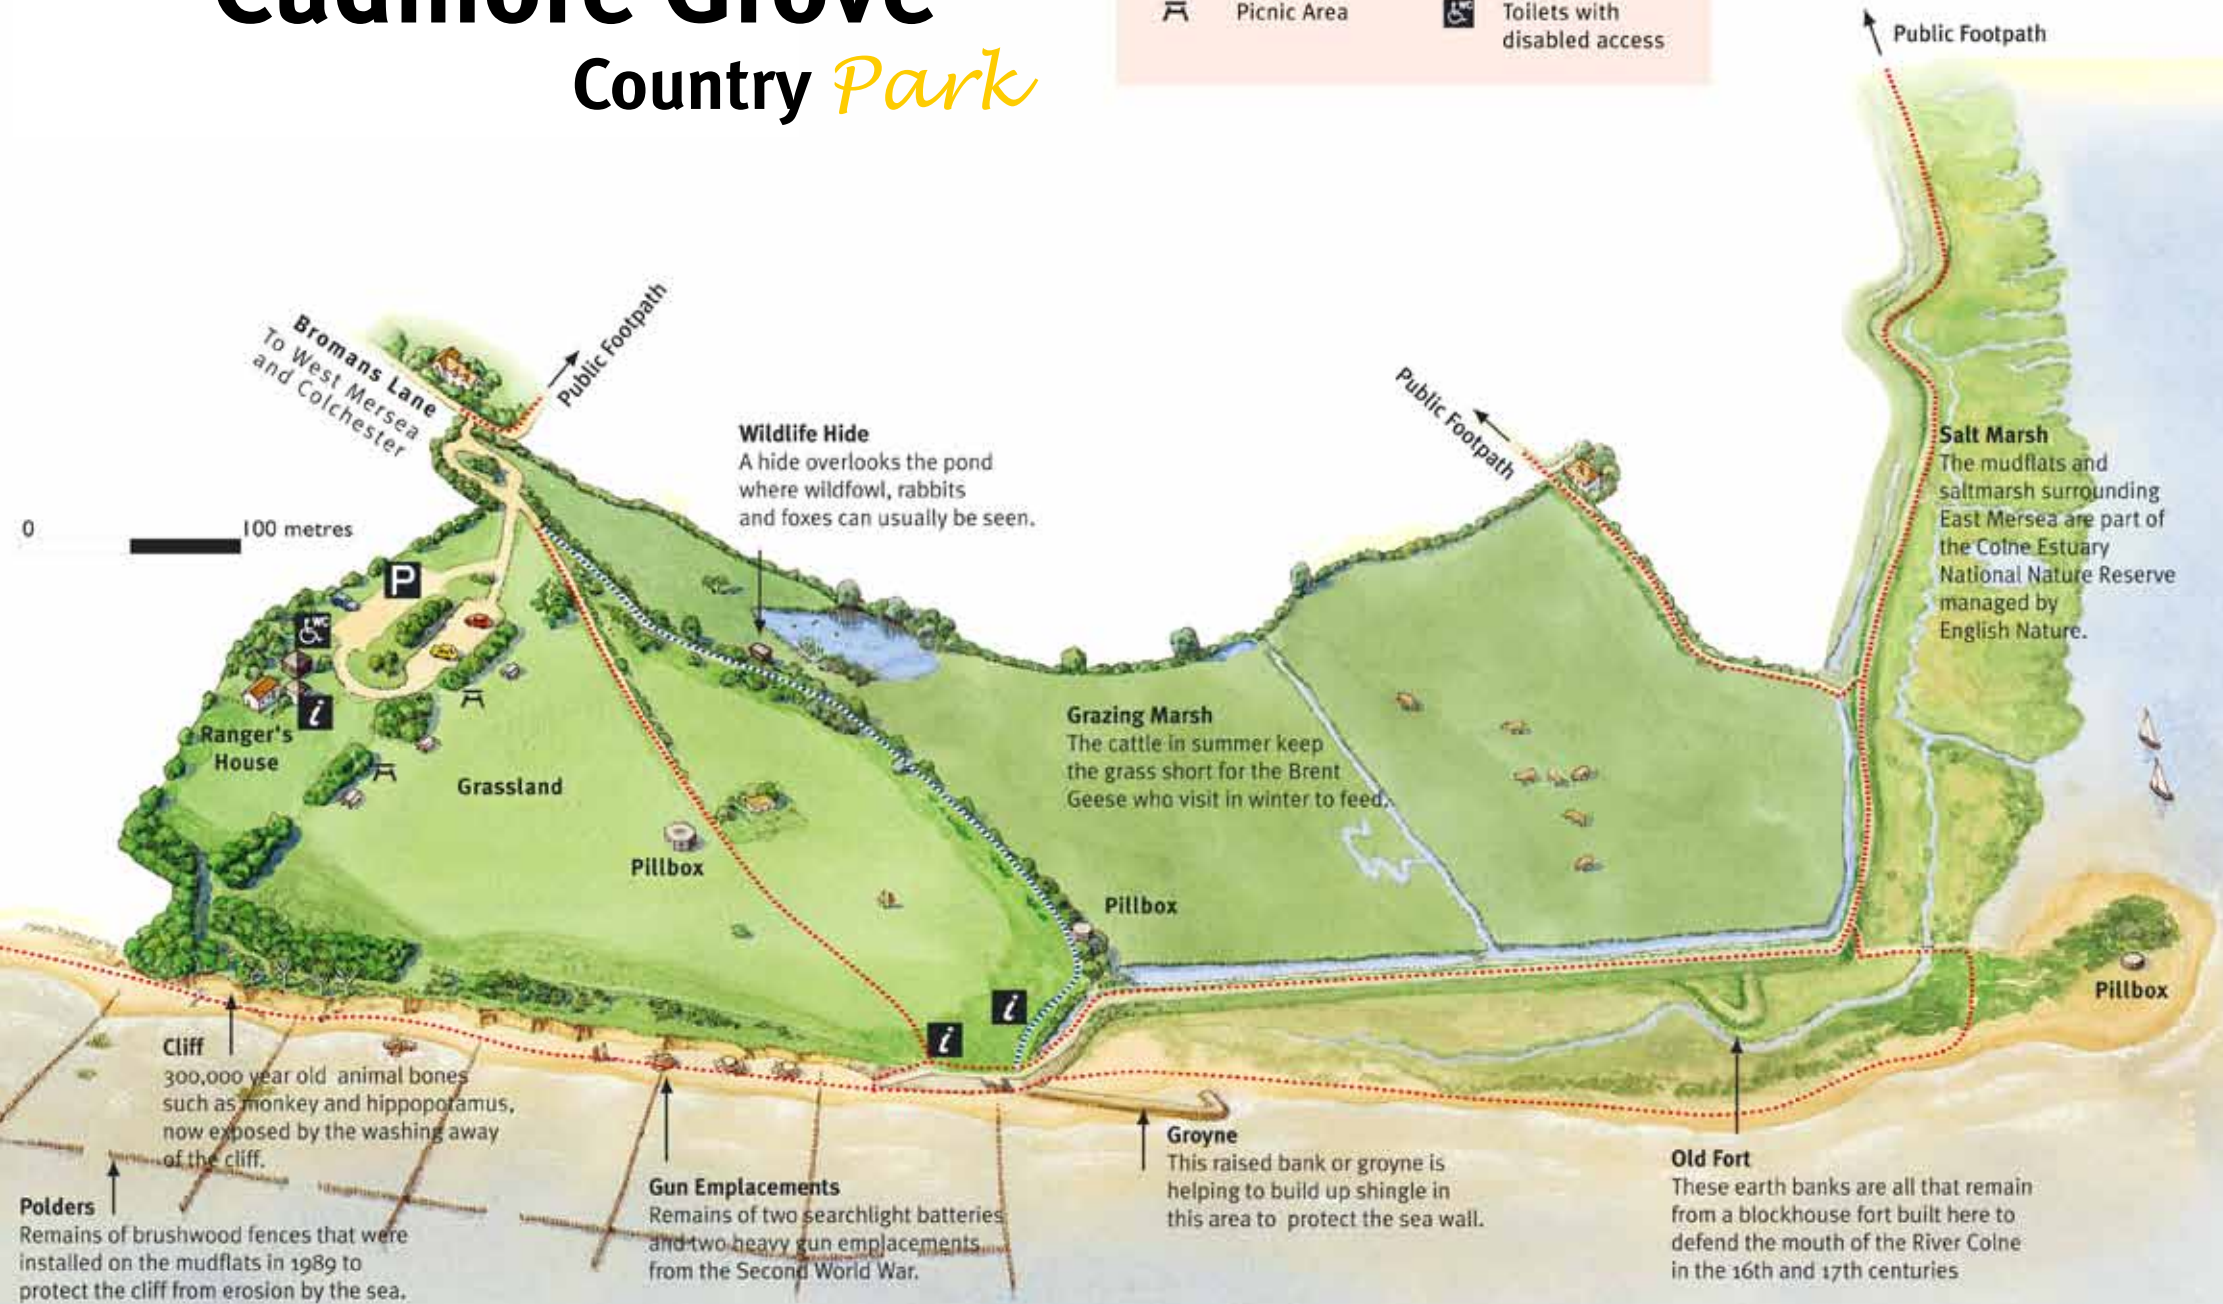 Country Park
Picnic Area
Toilets with
disabled access
Public Footpath
Bromans Lane
To West Mersea
and Colchester
Public Footpath
Wildlife Hide
A hide overlooks the pond
where wildfowl, rabbits
and foxes can usually be seen.
Public Footpath
Salt Marsh
The mudflats and
saltmarsh surrounding
East Mersea are part of
the Colne Estuary
National Nature Reserve
managed by
English Nature.
0 100 metres
P
WC
i
Ranger's
House
Grassland
Pillbox
Grazing Marsh
The cattle in summer keep
the grass short for the Brent
Geese who visit in winter to feed.
Pillbox
Pillbox
i
i
Cliff
300,000 year old animal bones
such as monkey and hippopotamus,
now exposed by the washing away
of the cliff.
Polders
Remains of brushwood fences that were
installed on the mudflats in 1989 to
protect the cliff from erosion by the sea.
Gun Emplacements
Remains of two searchlight batteries
and two heavy gun emplacements
from the Second World War.
Groyne
This raised bank or groyne is
helping to build up shingle in
this area to protect the sea wall.
Old Fort
These earth banks are all that remain
from a blockhouse fort built here to
defend the mouth of the River Colne
in the 16th and 17th centuries